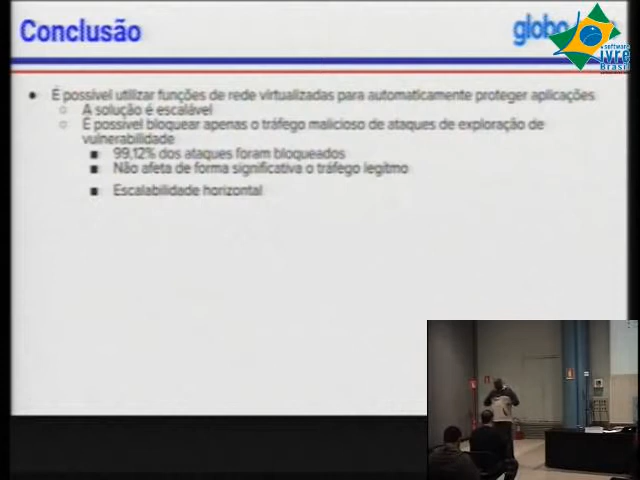 Conclusão
globo
software
livre
Brasil
● É possível utilizar funções de rede virtualizadas para automaticamente proteger aplicações
○ A solução é escalável
○ É possível bloquear apenas o tráfego malicioso de ataques de exploração de
vulnerabilidade
■ 99,12% dos ataques foram bloqueados
■ Não afeta de forma significativa o tráfego legítmo
■ Escalabilidade horizontal